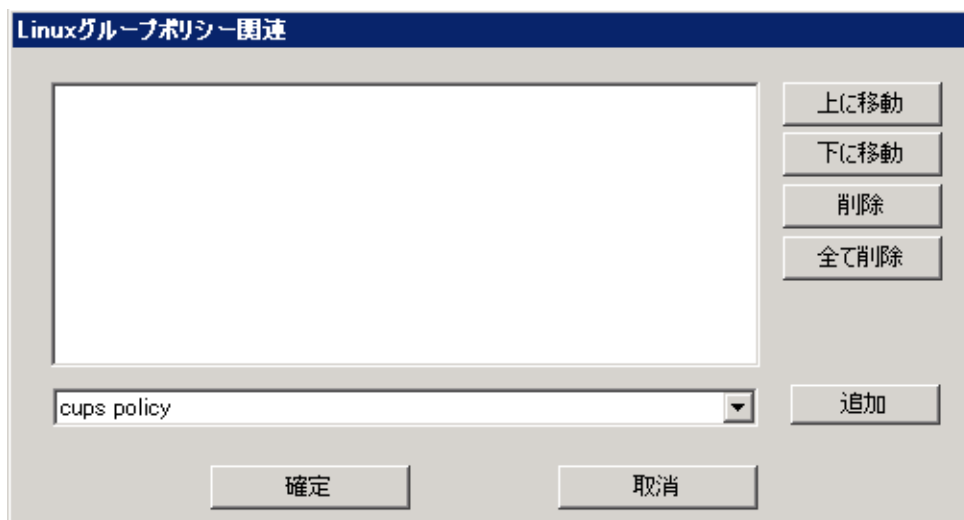 Linuxグループポリシー関連
上に移動
下に移動
削除
全て削除
cups policy
追加
確定
取消